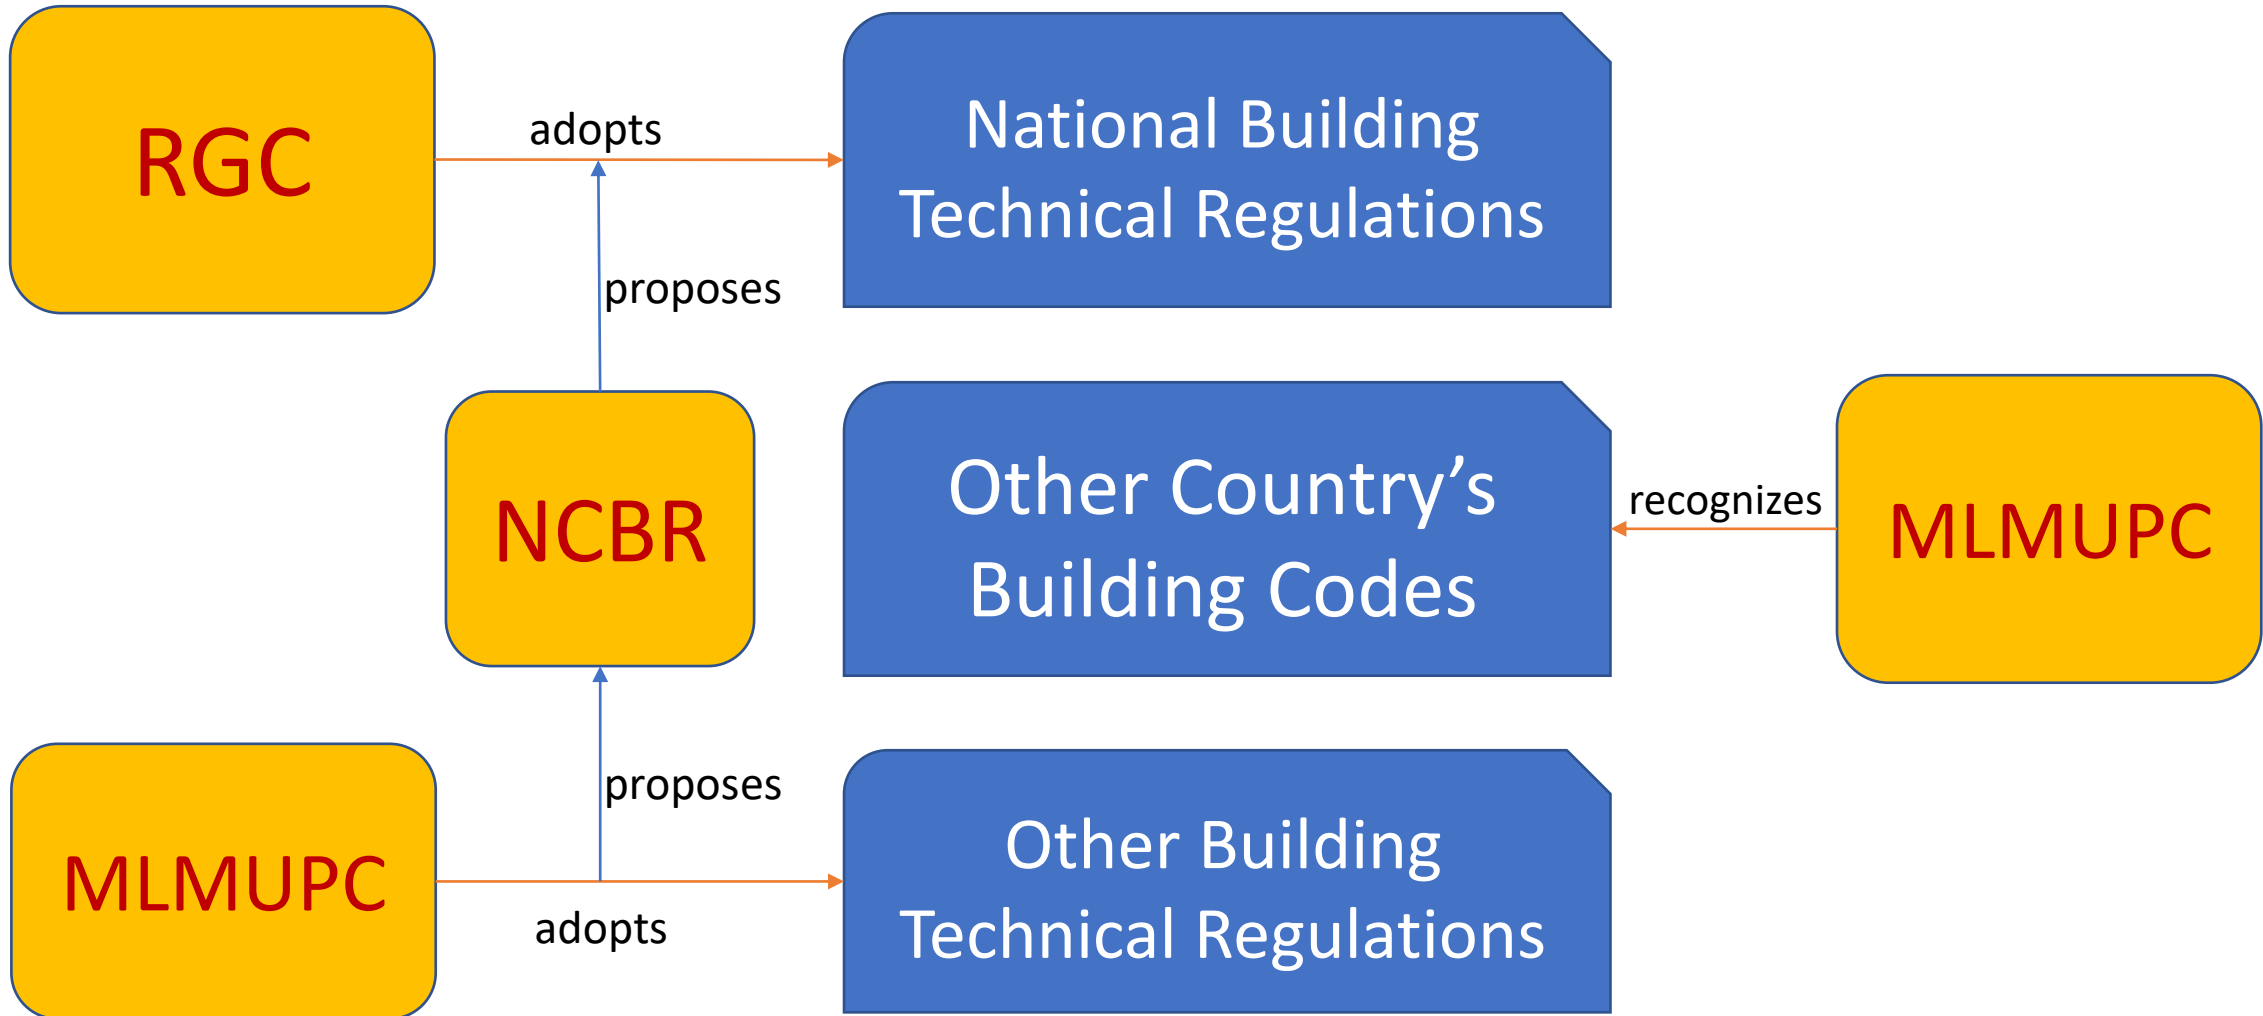 RGC
adopts
National Building
Technical Regulations
proposes
NCBR
Other Country’s
Building Codes
recognizes
MLMUPC
proposes
MLMUPC
adopts
Other Building
Technical Regulations